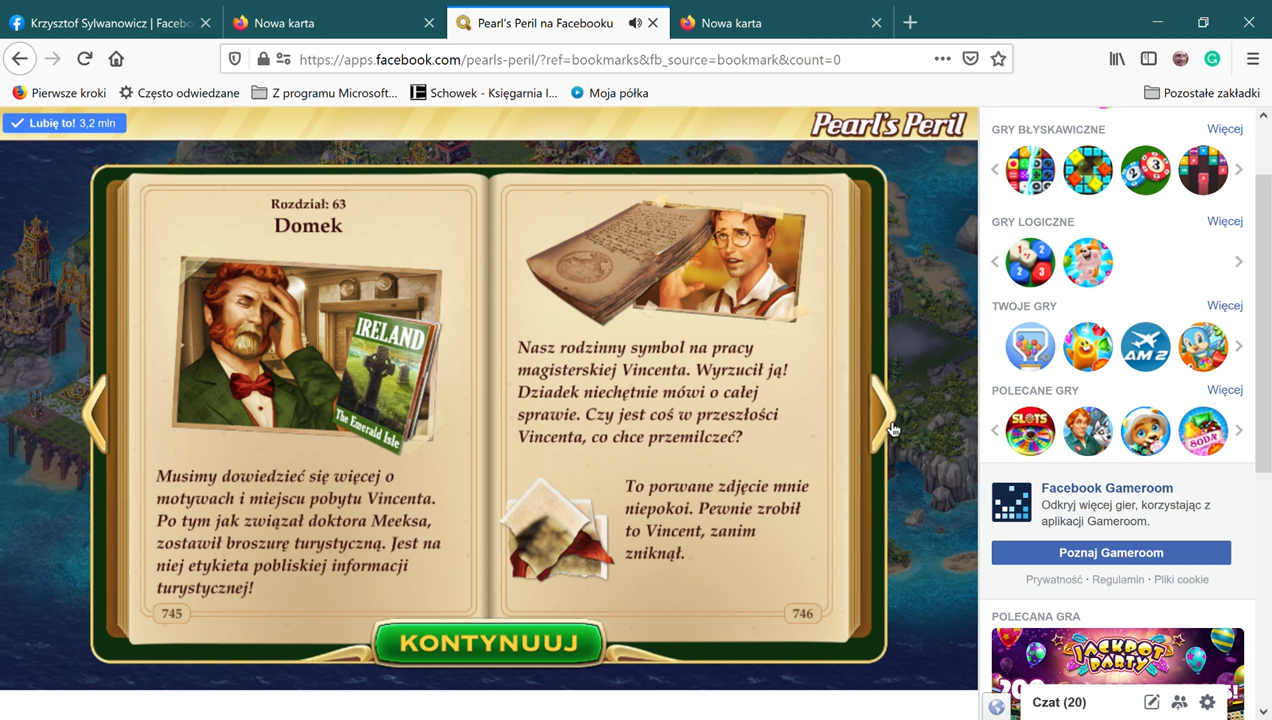 Krzysztof Sylwanowicz | Facebo
Nowa karta
Pearl's Peril na Facebooku
Nowa karta
https://apps.facebook.com/pearls-peril/?ref=bookmarks&fb_source=bookmark&count=0
Pierwsze kroki
Często odwiedzane
Z programu Microsoft...
Schowek - Księgarnia I...
Moja półka
Pozostałe zakładki
Lubię to! 3,2 mln
Pearl's Peril
Rozdział: 63
Domek
IRELAND
The Emerald Isle
Musimy dowiedzieć się więcej o
motywach i miejscu pobytu Vincenta.
Po tym jak związał doktora Meeksa,
zostawił broszurę turystyczną. Jest na
niej etykieta pobliskiej informacji
turystycznej!
745
Nasz rodzinny symbol na pracy
magisterskiej Vincenta. Wyrzucił ją!
Dziadek niechętnie mówi o całej
sprawie. Czy jest coś w przeszłości
Vincenta, co chce przemilczeć?
To porwane zdjęcie mnie
niepokoi. Pewnie zrobił
to Vincent, zanim
zniknął.
746
KONTYNUUJ
GRY BŁYSKAWICZNE
Więcej
GRY LOGICZNE
Więcej
TWOJE GRY
Więcej
AM 2
POLECANE GRY
Więcej
SLOTS
SODA
Facebook Gameroom
Odkryj więcej gier, korzystając z
aplikacji Gameroom.
Poznaj Gameroom
Prywatność · Regulamin · Pliki cookie
POLECANA GRA
JACKPOT
PARTY
Czat (20)